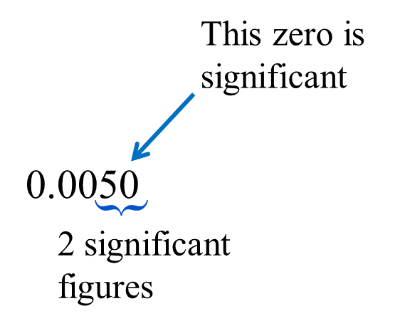 This zero is
significant
0.0050
2 significant
figures